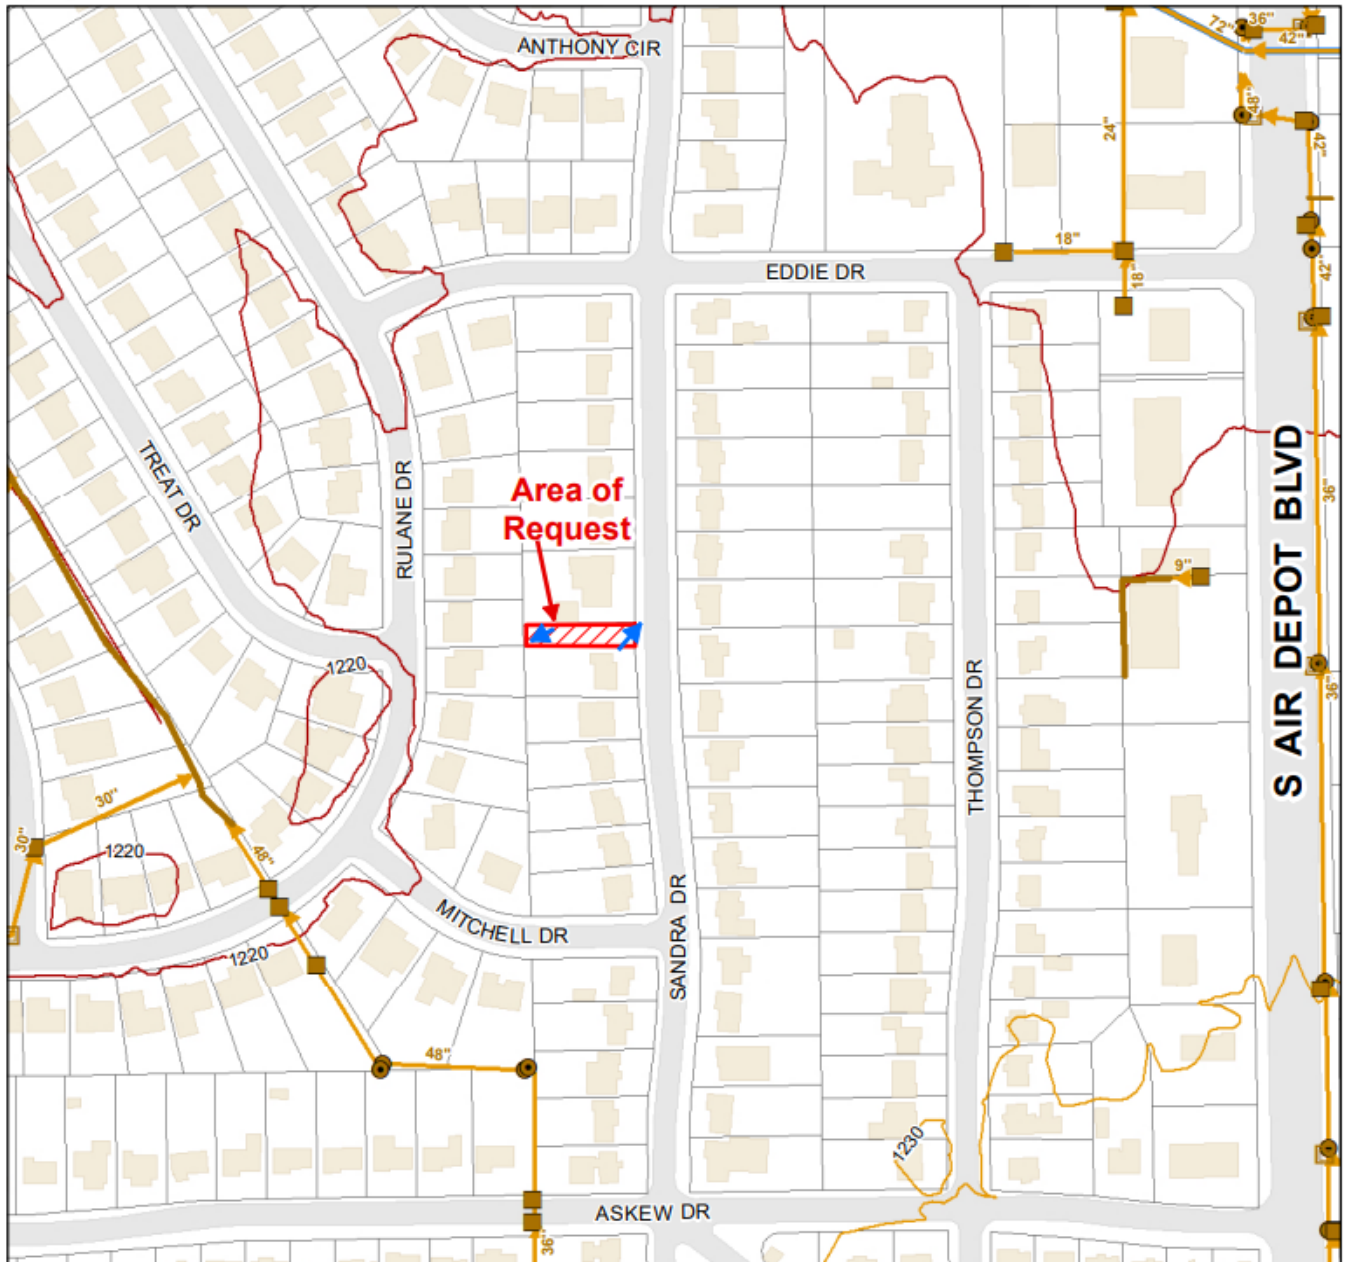 ANTHONY CIR
72"
36"
42"
48"
42"
24"
18"
EDDIE DR
18"
42"
TREAT DR
RULANE DR
Area of
Request
S AIR DEPOT BLVD
36"
9"
1220
THOMPSON DR
36"
30"
30"
48"
1220
MITCHELL DR
SANDRA DR
1220
48"
1230
ASKEW DR
36"